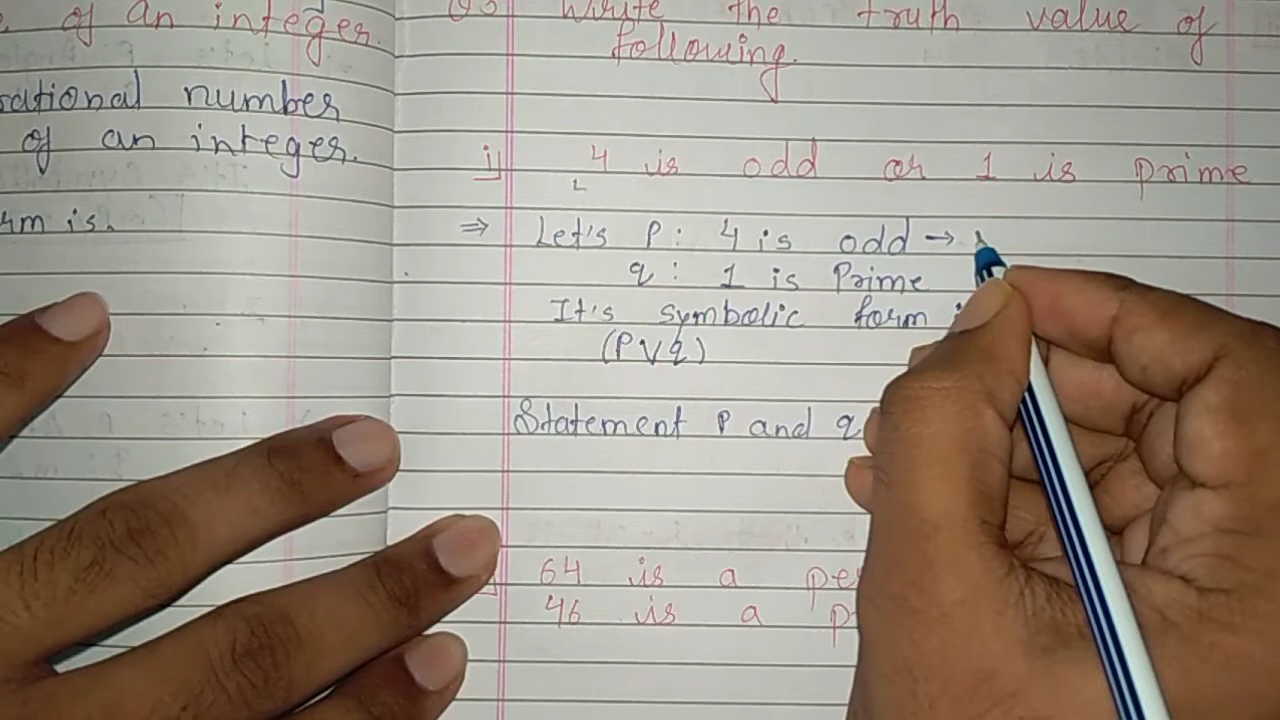 of an integer
rational number
of an integer.
is.
Write the truth value of
following.
i] 4 is odd or 1 is prime
⇒ Let's P: 4 is odd →
q: 1 is Prime
It's symbolic form
(P∨q)
Statement P and q
64 is a
46 is a